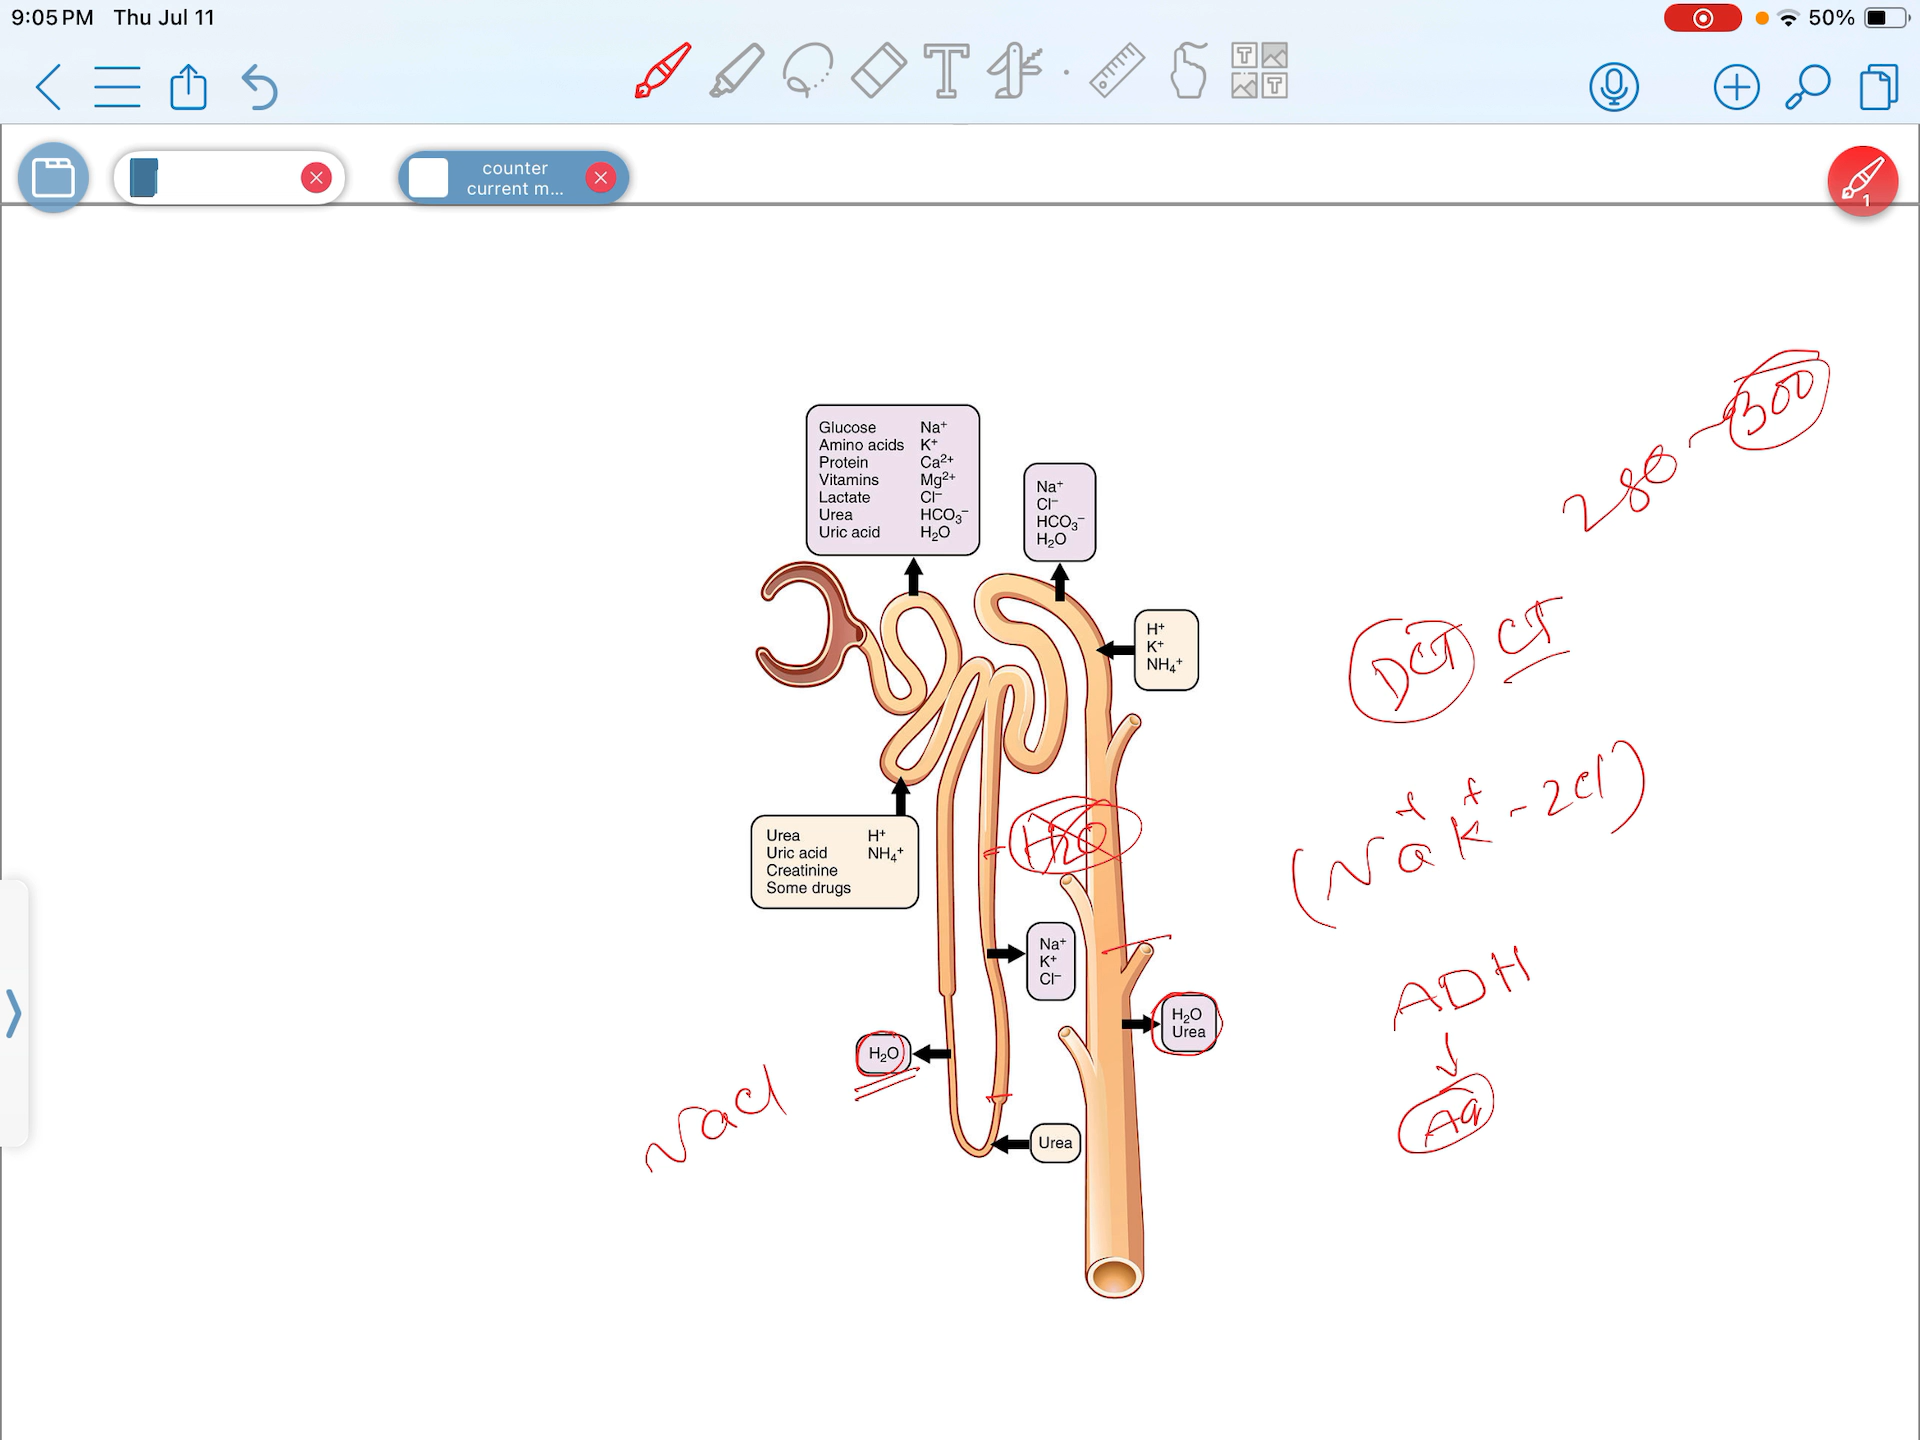 9:05 PM Thu Jul 11
50%
counter
current m...
1
280 - 300
Glucose Na⁺
Amino acids K⁺
Protein Ca²⁺
Vitamins Mg²⁺
Lactate Cl⁻
Urea HCO₃⁻
Uric acid H₂O
Na⁺
Cl⁻
HCO₃⁻
H₂O
H⁺
K⁺
NH₄⁺
DCT CT
Urea H⁺
Uric acid NH₄⁺
Creatinine
Some drugs
H2O
(Na⁺ K⁺ - 2Cl)
Na⁺
K⁺
Cl⁻
ADH
H₂O
Urea
H₂O
NaCl
Aq
Urea